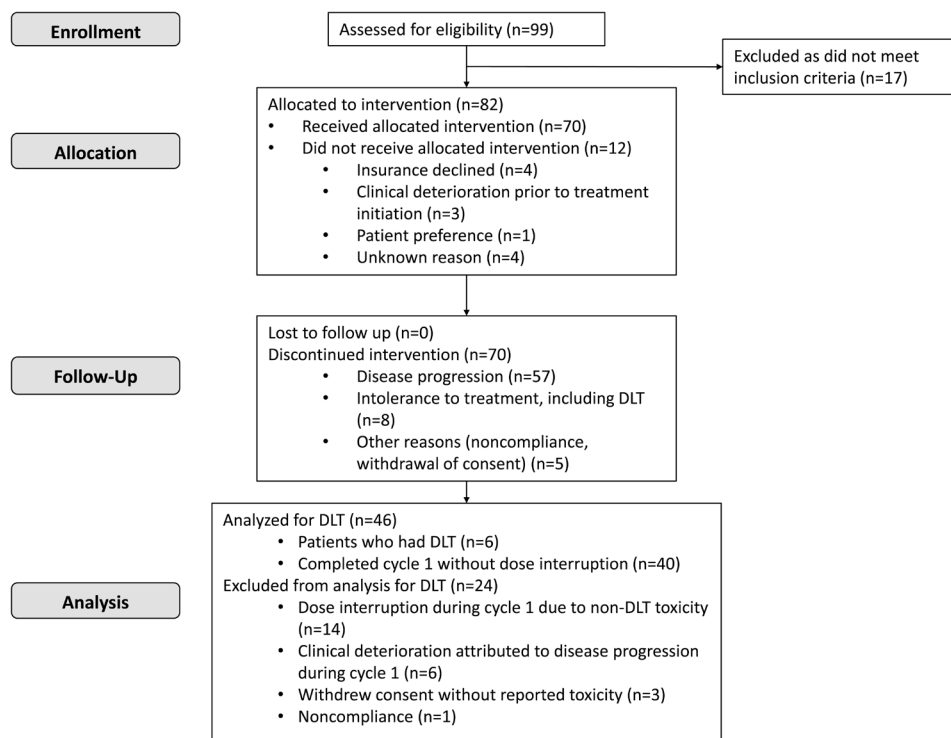 Enrollment
Assessed for eligibility (n=99)
Excluded as did not meet
inclusion criteria (n=17)
Allocation
Allocated to intervention (n=82)
• Received allocated intervention (n=70)
• Did not receive allocated intervention (n=12)
• Insurance declined (n=4)
• Clinical deterioration prior to treatment
initiation (n=3)
• Patient preference (n=1)
• Unknown reason (n=4)
Follow-Up
Lost to follow up (n=0)
Discontinued intervention (n=70)
• Disease progression (n=57)
• Intolerance to treatment, including DLT
(n=8)
• Other reasons (noncompliance,
withdrawal of consent) (n=5)
Analysis
Analyzed for DLT (n=46)
• Patients who had DLT (n=6)
• Completed cycle 1 without dose interruption (n=40)
Excluded from analysis for DLT (n=24)
• Dose interruption during cycle 1 due to non-DLT toxicity
(n=14)
• Clinical deterioration attributed to disease progression
during cycle 1 (n=6)
• Withdrew consent without reported toxicity (n=3)
• Noncompliance (n=1)